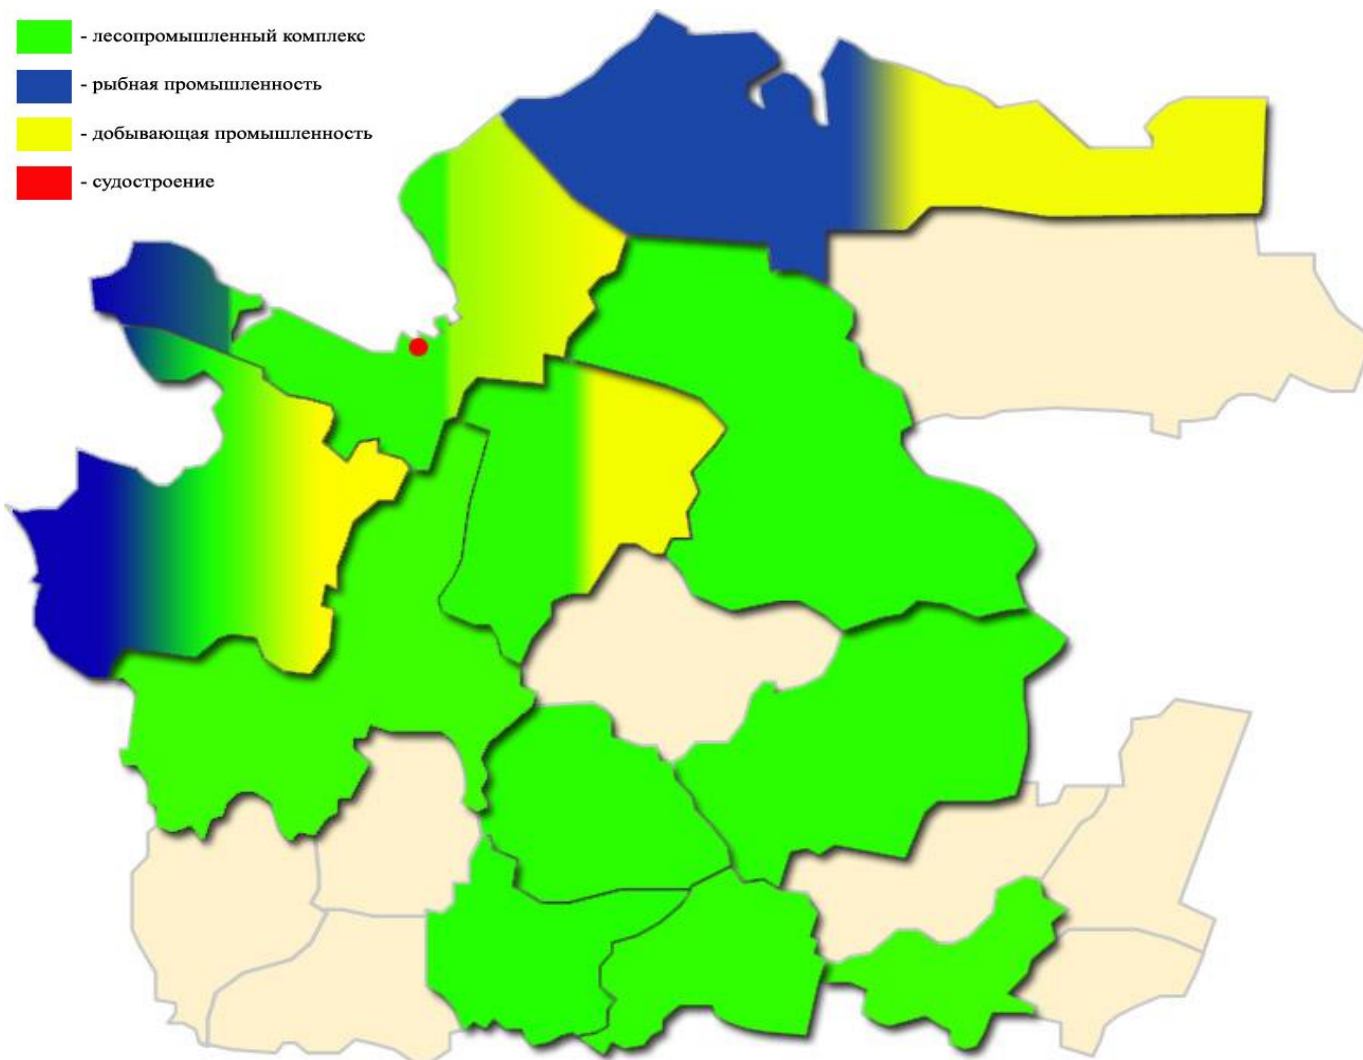 - лесопромышленный комплекс
- рыбная промышленность
- добывающая промышленность
- судостроение